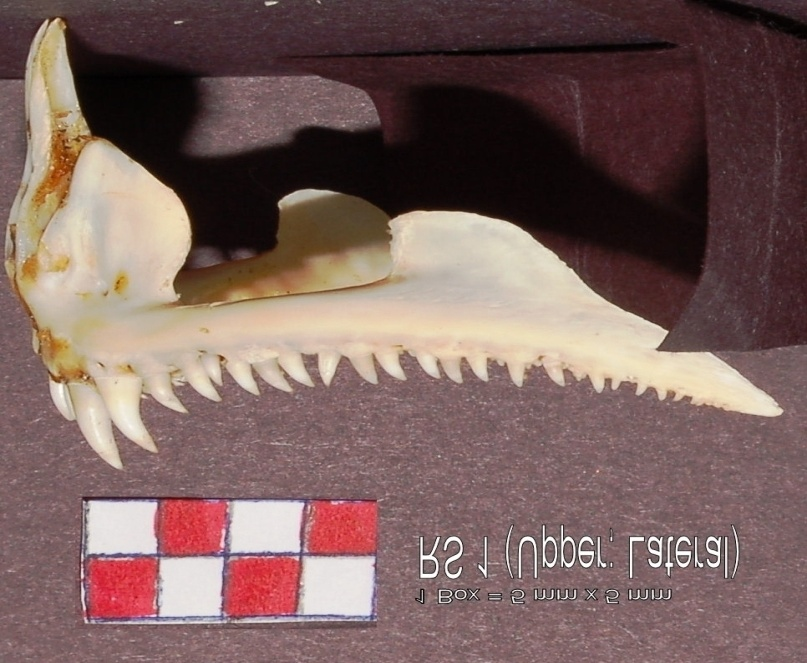 RS 1 (Upper: Lateral)
1 Box = 5 mm x 5 mm